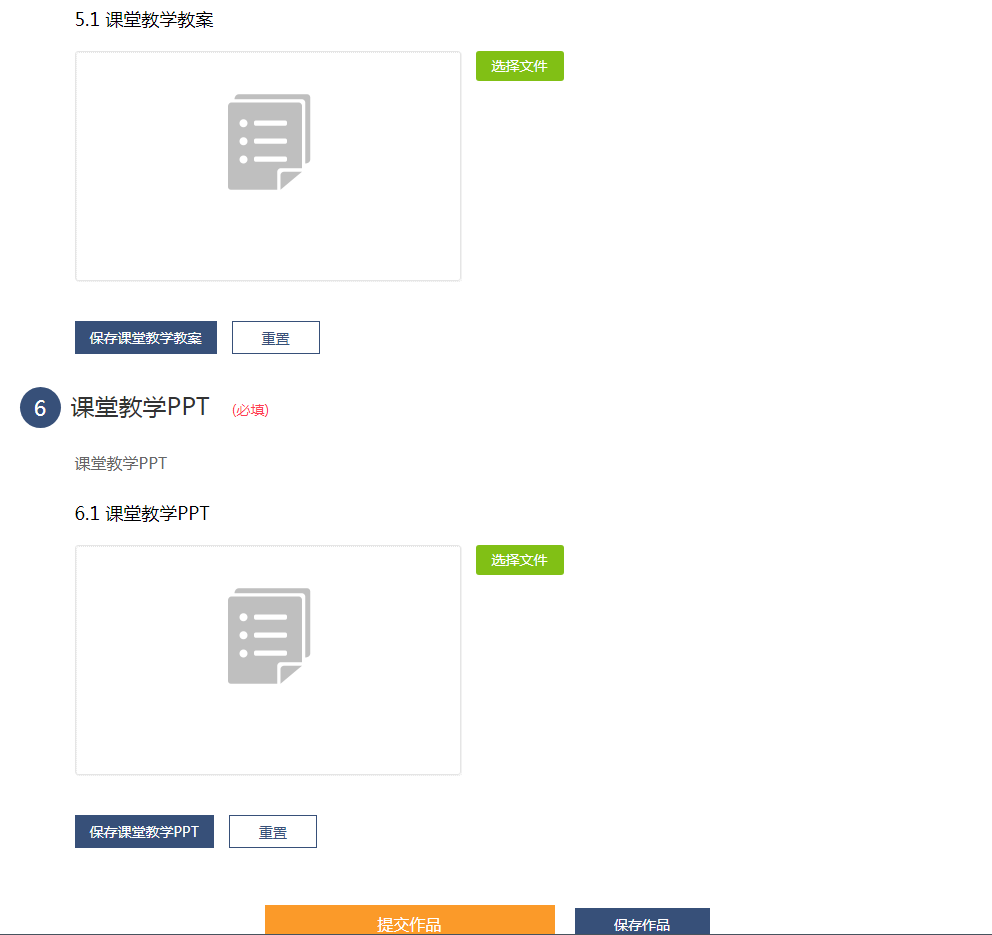 5.1 课堂教学教案
选择文件
保存课堂教学教案 重置
6 课堂教学PPT (必填)
课堂教学PPT
6.1 课堂教学PPT
选择文件
保存课堂教学PPT 重置
提交作品 保存作品